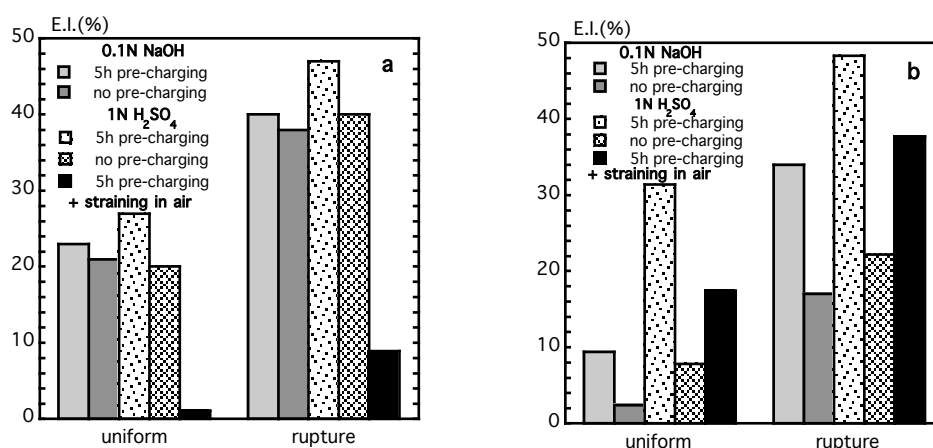 E.I.(%)
50
40
30
20
10
0
0.1N NaOH
5h pre-charging
no pre-charging
1N H₂SO₄
5h pre-charging
no pre-charging
5h pre-charging
+ straining in air
a
uniform rupture
E.I.(%)
50
40
30
20
10
0
0.1N NaOH
5h pre-charging
no pre-charging
1N H₂SO₄
5h pre-charging
no pre-charging
5h pre-charging
+ straining in air
b
uniform rupture